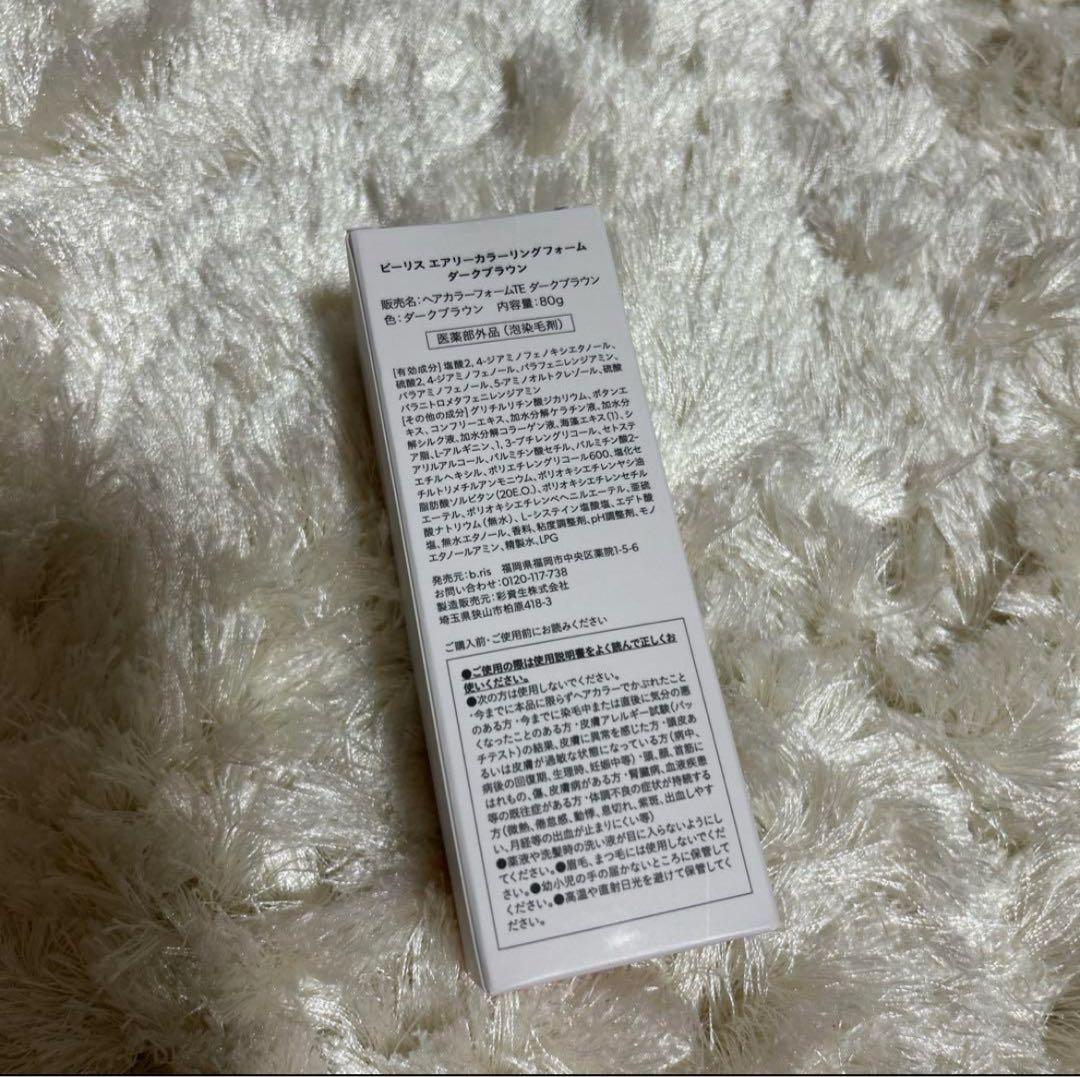 ビーリス エアリーカラーリングフォーム
ダークブラウン
販売名：ヘアカラーフォームTE ダークブラウン
色：ダークブラウン　内容量：80g
医薬部外品（泡染毛剤）
[有効成分] 塩酸2, 4-ジアミノフェノキシエタノール、
硫酸2, 4-ジアミノフェノール、パラフェニレンジアミン、
パラアミノフェノール、5-アミノオルトクレゾール、硫酸
パラニトロメタフェニレンジアミン
[その他の成分] グリチルリチン酸ジカリウム、ボタンエ
キス、コンフリーエキス、加水分解ケラチン液、加水分
解シルク液、加水分解コラーゲン液、海藻エキス（1）、シ
ア脂、L-アルギニン、1, 3-ブチレングリコール、セトステ
アリルアルコール、パルミチン酸セチル、パルミチン酸2-
エチルヘキシル、ポリエチレングリコール600、塩化セ
チルトリメチルアンモニウム、ポリオキシエチレンヤシ油
脂肪酸ソルビタン（20E.O.）、ポリオキシエチレンセチル
エーテル、ポリオキシエチレンベヘニルエーテル、亜硫
酸ナトリウム（無水）、L-システイン塩酸塩、エデト酸
塩、無水エタノール、香料、粘度調整剤、pH調整剤、モノ
エタノールアミン、精製水、LPG
発売元：b.ris　福岡県福岡市中央区薬院1-5-6
お問い合わせ：0120-117-738
製造販売元：彩資生株式会社
埼玉県狭山市柏原418-3
ご購入前・ご使用前にお読みください
●ご使用の際は使用説明書をよく読んで正しくお
使いください。
●次の方は使用しないでください。
・今までに本品に限らずヘアカラーでかぶれたこと
のある方・今までに染毛中または直後に気分の悪
くなったことのある方・皮膚アレルギー試験（パッ
チテスト）の結果、皮膚に異常を感じた方・頭皮あ
るいは皮膚が過敏な状態になっている方（病中、
病後の回復期、生理時、妊娠中等）・頭、顔、首筋に
はれもの、傷、皮膚病がある方・腎臓病、血液疾患
等の既往症がある方・体調不良の症状が持続する
方（微熱、倦怠感、動悸、息切れ、紫斑、出血しやす
い、月経等の出血が止まりにくい等）
●薬液や洗髪時の洗い液が目に入らないようにし
てください。●眉毛、まつ毛には使用しないでくだ
さい。●幼小児の手の届かないところに保管して
ください。●高温や直射日光を避けて保管してく
ださい。